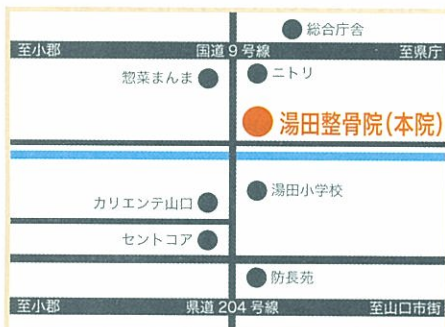 総合庁舎
至小郡 国道9号線 至県庁
惣菜まんま ニトリ
湯田整骨院(本院)
湯田小学校
カリエンテ山口
セントコア
防長苑
至小郡 県道204号線 至山口市街